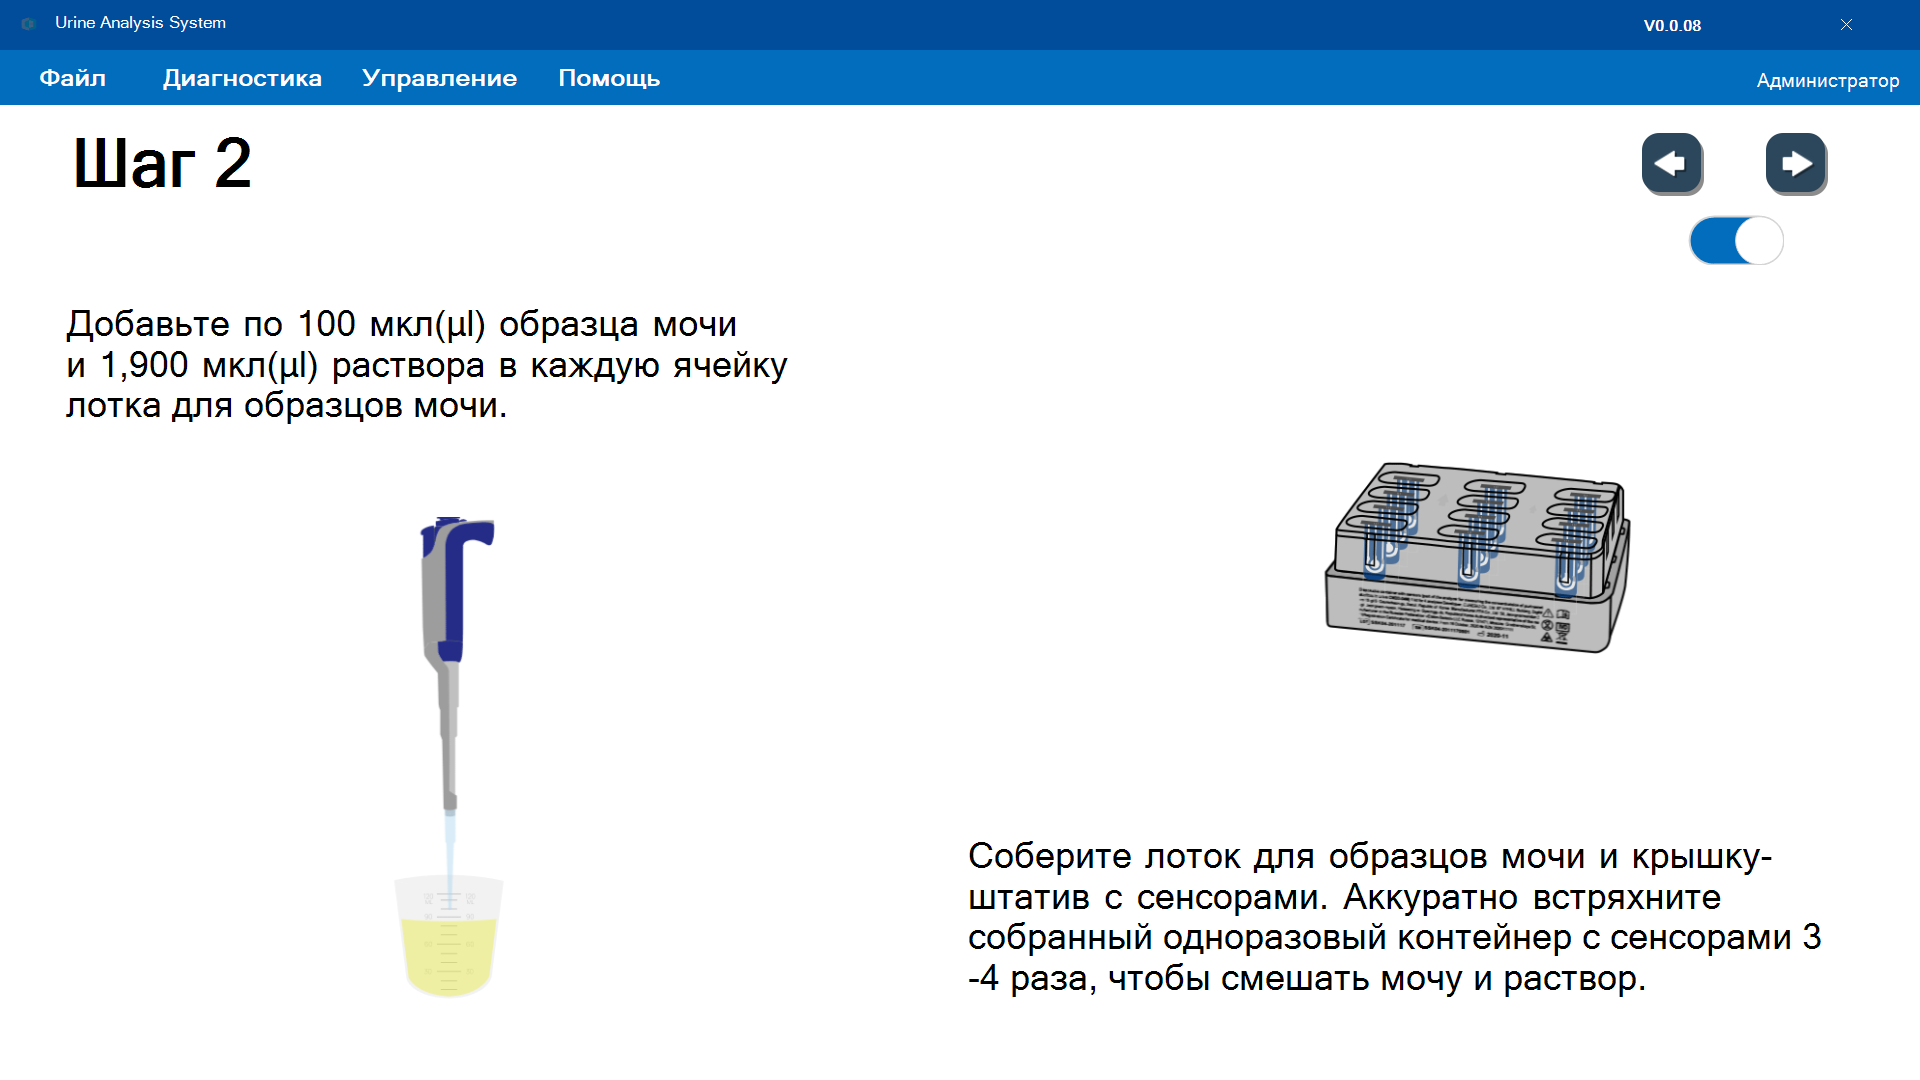 Urine Analysis System
V0.0.08
Файл Диагностика Управление Помощь
Администратор
Шаг 2
Добавьте по 100 мкл(µl) образца мочи
и 1,900 мкл(µl) раствора в каждую ячейку
лотка для образцов мочи.
Соберите лоток для образцов мочи и крышку-
штатив с сенсорами. Аккуратно встряхните
собранный одноразовый контейнер с сенсорами 3
-4 раза, чтобы смешать мочу и раствор.